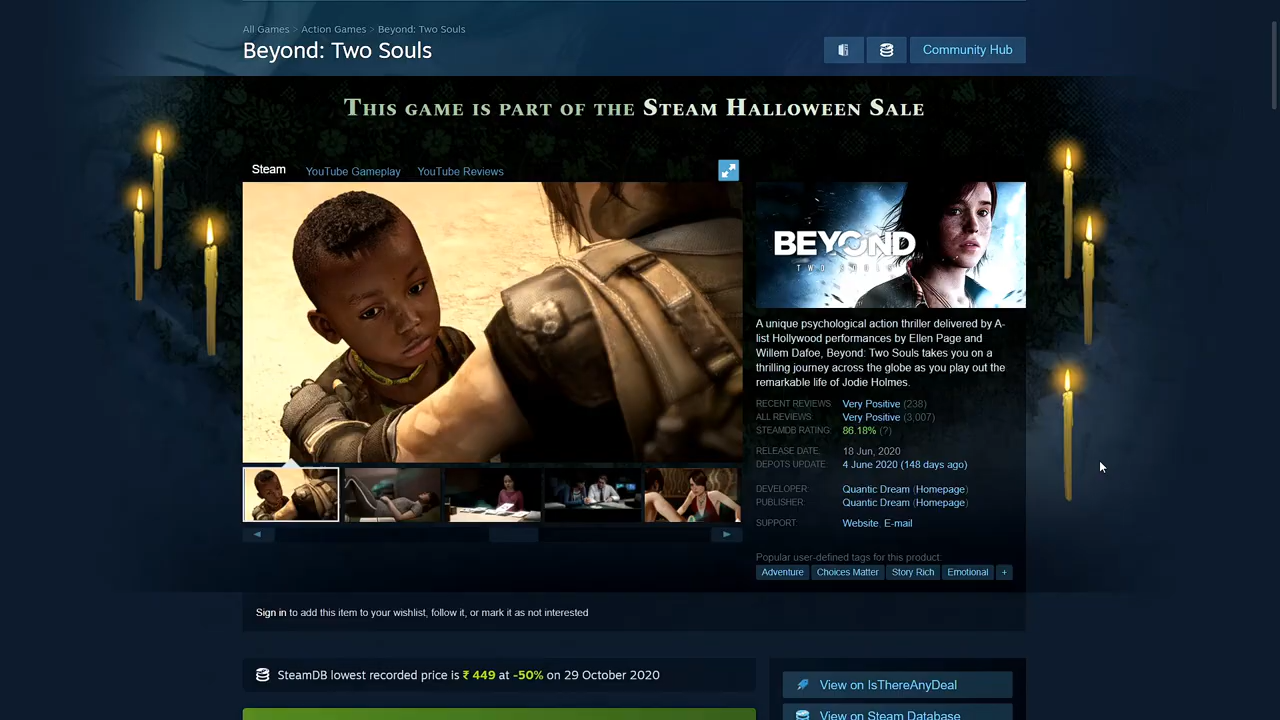 All Games > Action Games > Beyond: Two Souls
Beyond: Two Souls
Community Hub
This game is part of the Steam Halloween Sale
Steam
YouTube Gameplay
YouTube Reviews
BEYOND
TWO SOULS
A unique psychological action thriller delivered by A-
list Hollywood performances by Ellen Page and
Willem Dafoe, Beyond: Two Souls takes you on a
thrilling journey across the globe as you play out the
remarkable life of Jodie Holmes.
RECENT REVIEWS: Very Positive (238)
ALL REVIEWS: Very Positive (3,007)
STEAMDB RATING: 86.18% (?)
RELEASE DATE: 18 Jun, 2020
DEPOTS UPDATE: 4 June 2020 (148 days ago)
DEVELOPER: Quantic Dream (Homepage)
PUBLISHER: Quantic Dream (Homepage)
SUPPORT: Website, E-mail
Popular user-defined tags for this product:
Adventure Choices Matter Story Rich Emotional +
Sign in to add this item to your wishlist, follow it, or mark it as not interested
SteamDB lowest recorded price is ₹ 449 at -50% on 29 October 2020
View on IsThereAnyDeal
View on Steam Database